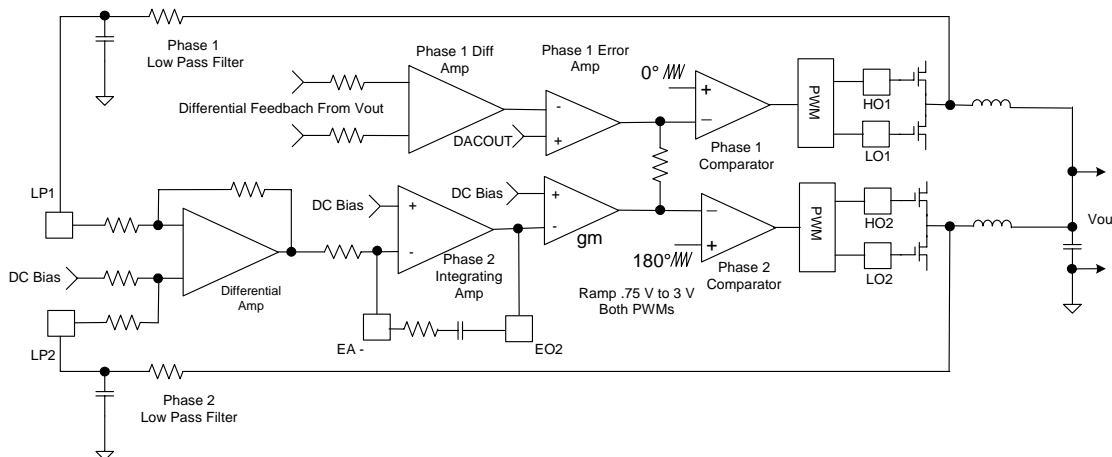 Phase 1
Low Pass Filter
Phase 1 Diff
Amp
Phase 1 Error
Amp
Differential Feedbach From Vout
DACOUT
-
+
0°
+
–
Phase 1
Comparator
PWM
HO1
LO1
LP1
DC Bias
LP2
Differential
Amp
DC Bias
+
-
Phase 2
Integrating
Amp
EA -
EO2
DC Bias
+
-
gm
180°
–
+
Phase 2
Comparator
Ramp .75 V to 3 V
Both PWMs
PWM
HO2
LO2
Vou
Phase 2
Low Pass Filter